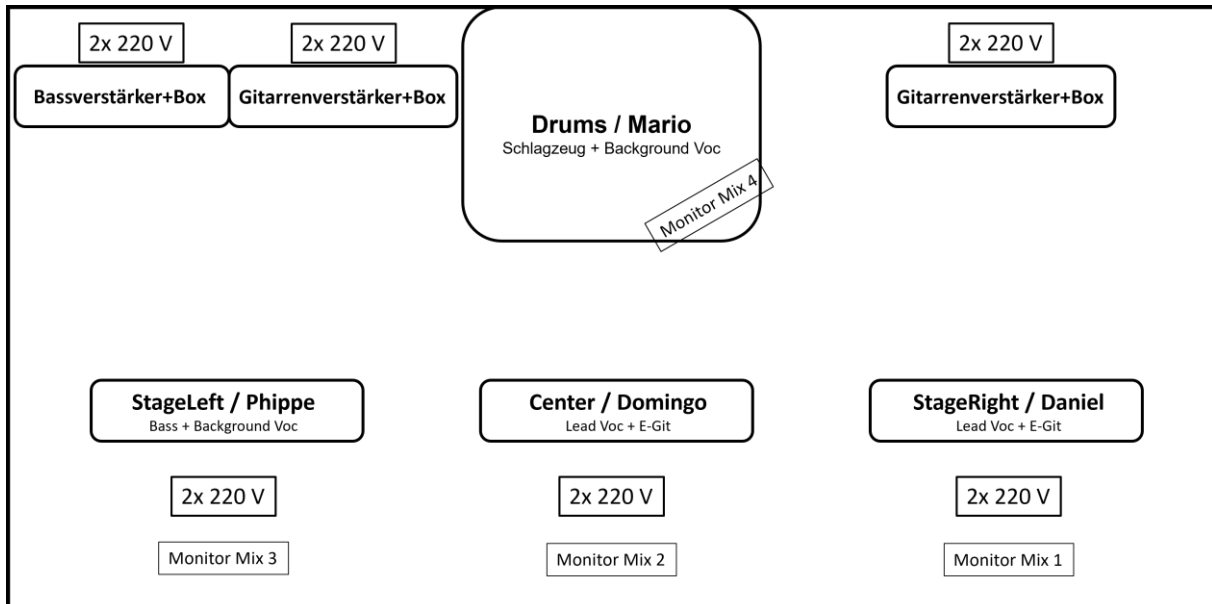 2x 220 V
2x 220 V
2x 220 V
Bassverstärker+Box
Gitarrenverstärker+Box
Gitarrenverstärker+Box
Drums / Mario
Schlagzeug + Background Voc
Monitor Mix 4
StageLeft / Phippe
Bass + Background Voc
Center / Domingo
Lead Voc + E-Git
StageRight / Daniel
Lead Voc + E-Git
2x 220 V
2x 220 V
2x 220 V
Monitor Mix 3
Monitor Mix 2
Monitor Mix 1